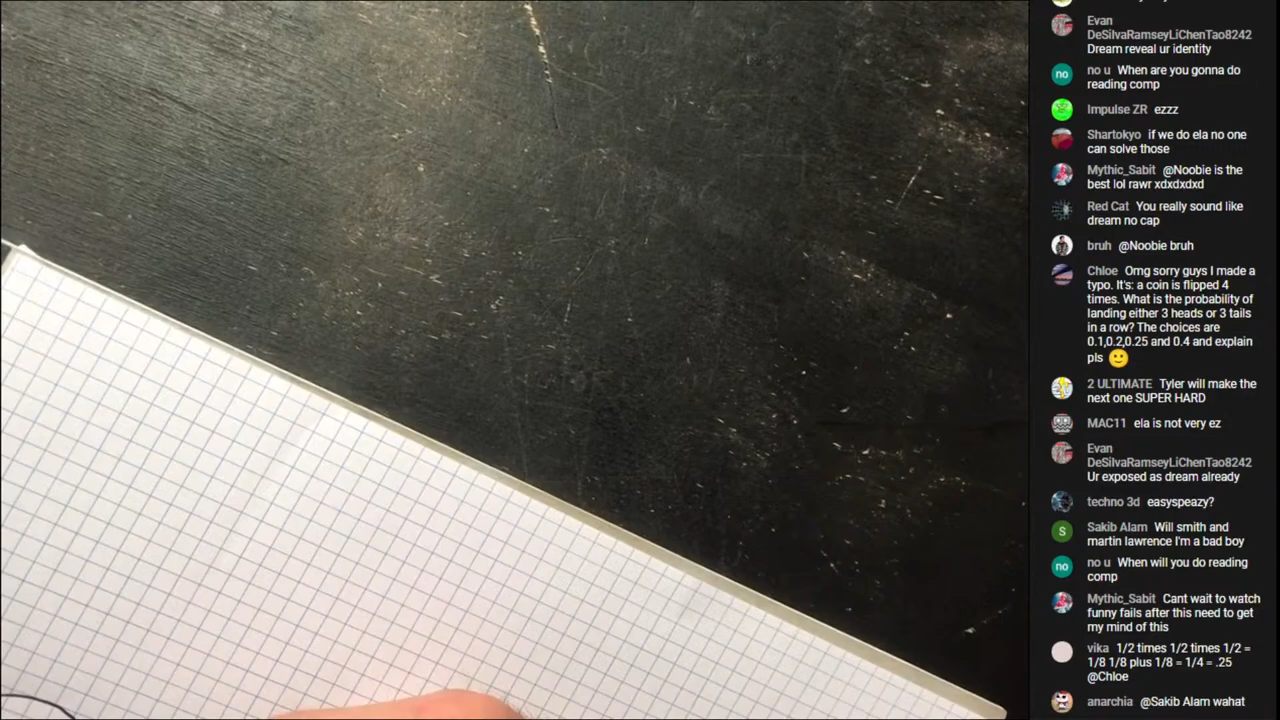 Evan
DeSilvaRamseyLiChenTao8242
Dream reveal ur identity
no
no u When are you gonna do
reading comp
Impulse ZR ezzz
Shartokyo if we do ela no one
can solve those
Mythic_Sabit @Noobie is the
best lol rawr xdxdxdxd
Red Cat You really sound like
dream no cap
bruh @Noobie bruh
Chloe Omg sorry guys I made a
typo. It's: a coin is flipped 4
times. What is the probability of
landing either 3 heads or 3 tails
in a row? The choices are
0.1,0.2,0.25 and 0.4 and explain
pls 🙂
2 ULTIMATE Tyler will make the
next one SUPER HARD
MAC11 ela is not very ez
Evan
DeSilvaRamseyLiChenTao8242
Ur exposed as dream already
techno 3d easyspeazy?
S
Sakib Alam Will smith and
martin lawrence I'm a bad boy
no
no u When will you do reading
comp
Mythic_Sabit Cant wait to watch
funny fails after this need to get
my mind of this
vika 1/2 times 1/2 times 1/2 =
1/8 1/8 plus 1/8 = 1/4 = .25
@Chloe
anarchia @Sakib Alam wahat